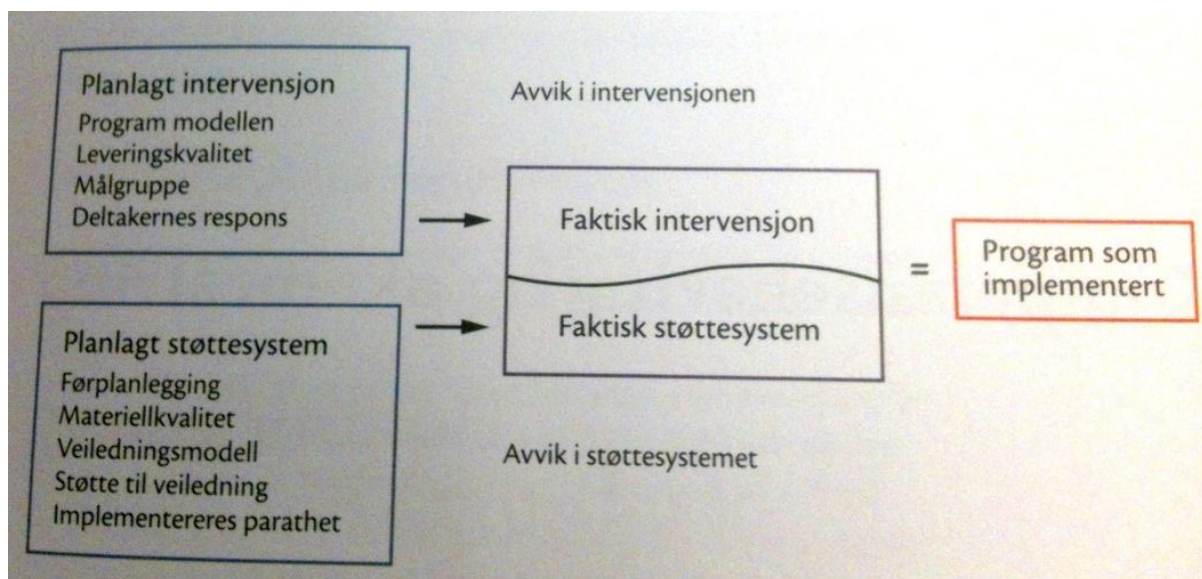 Planlagt intervensjon
Program modellen
Leveringskvalitet
Målgruppe
Deltakernes respons
Planlagt støttesystem
Førplanlegging
Materiellkvalitet
Veiledningsmodell
Støtte til veiledning
Implementereres parathet
Avvik i intervensjonen
Faktisk intervensjon
Faktisk støttesystem
Avvik i støttesystemet
=
Program som
implementert